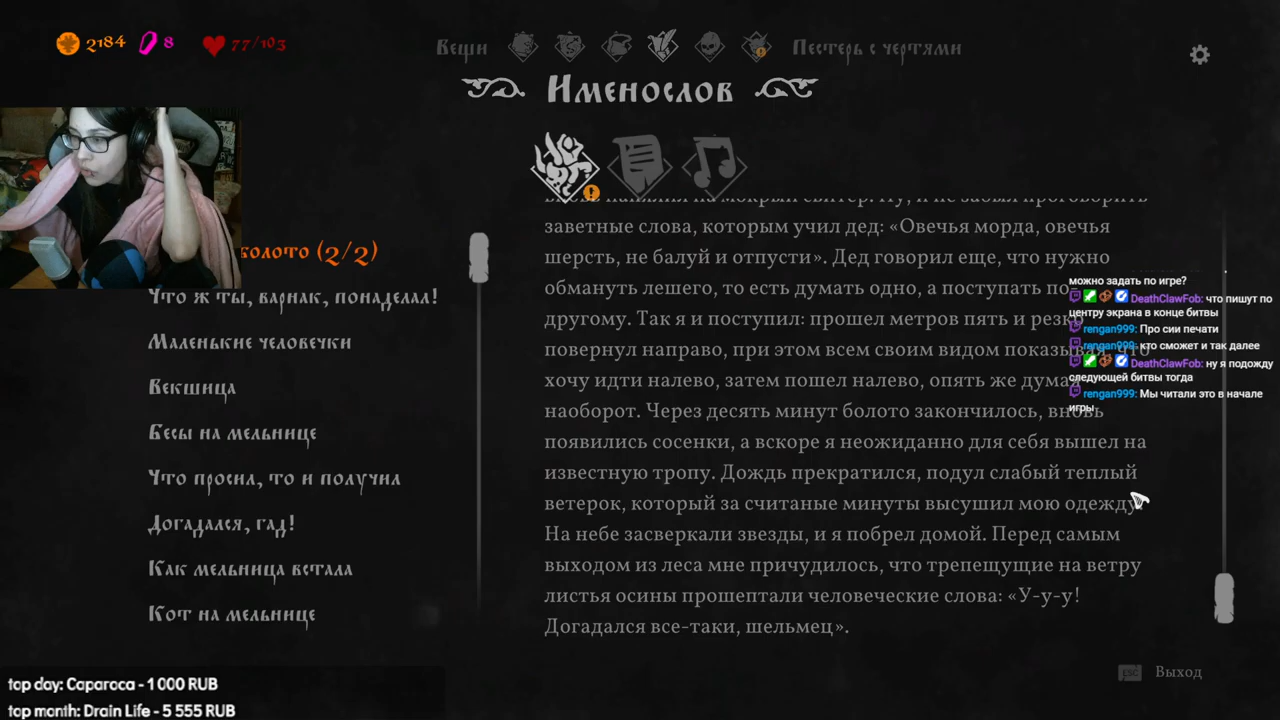 2184 8 77/103
Вещи
Пестерь с чертями
Именослов
болото (2/2)
Что ж ты, варнак, понаделал!
Маленькие человечки
Векшица
Бесы на мельнице
Что просил, то и получил
Догадался, гад!
Как мельница встала
Кот на мельнице
заветные слова, которым учил дед: «Овечья морда, овечья
шерсть, не балуй и отпусти». Дед говорил еще, что нужно
обмануть лешего, то есть думать одно, а поступать по-
другому. Так я и поступил: прошел метров пять и резко
повернул направо, при этом всем своим видом показывая, что
хочу идти налево, затем пошел налево, опять же думая
наоборот. Через десять минут болото закончилось, вновь
появились сосенки, а вскоре я неожиданно для себя вышел на
известную тропу. Дождь прекратился, подул слабый теплый
ветерок, который за считаные минуты высушил мою одежду.
На небе засверкали звезды, и я побрел домой. Перед самым
выходом из леса мне причудилось, что трепещущие на ветру
листья осины прошептали человеческие слова: «У-у-у!
Догадался все-таки, шельмец».
можно задать по игре?
DeathClawFob: что пишут по
центру экрана в конце битвы
rengan999: Про сии печати
rengan999: кто сможет и так далее
DeathClawFob: ну я подожду
следующей битвы тогда
rengan999: Мы читали это в начале
игры
ESC Выход
top day: Caparoca - 1 000 RUB
top month: Drain Life - 5 555 RUB